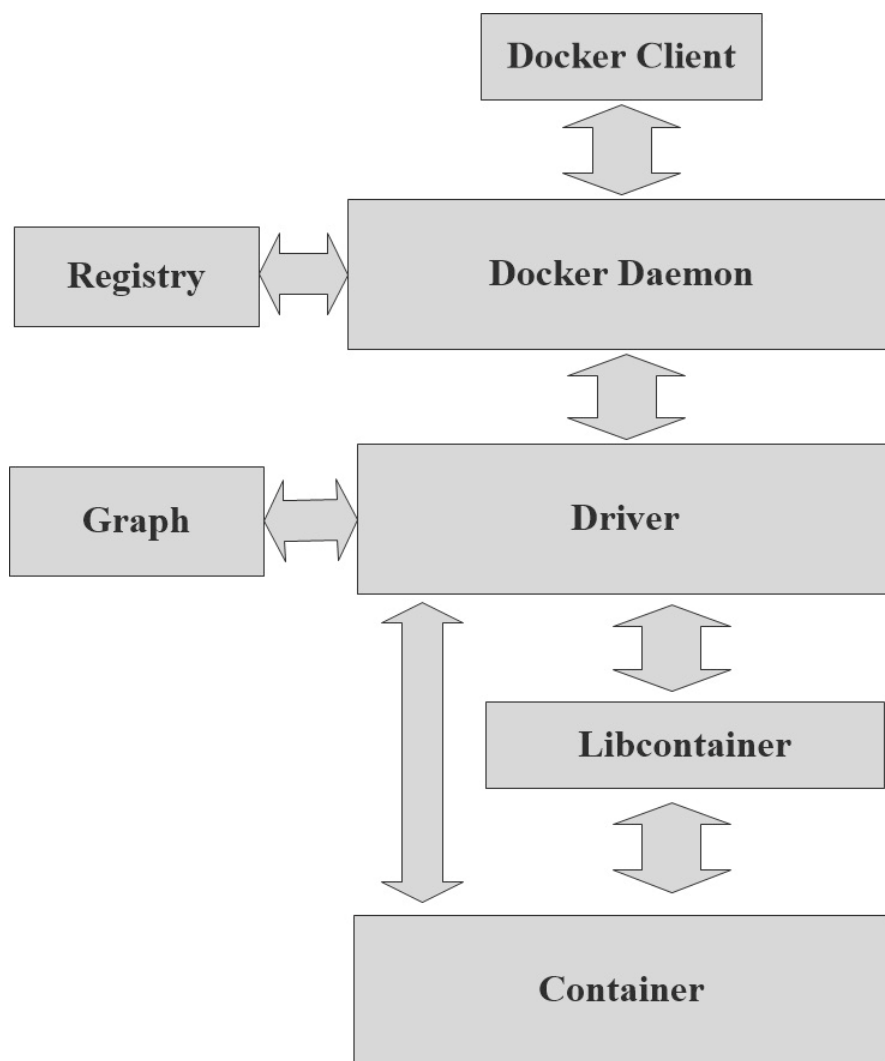 Docker Client
Registry
Docker Daemon
Graph
Driver
Libcontainer
Container